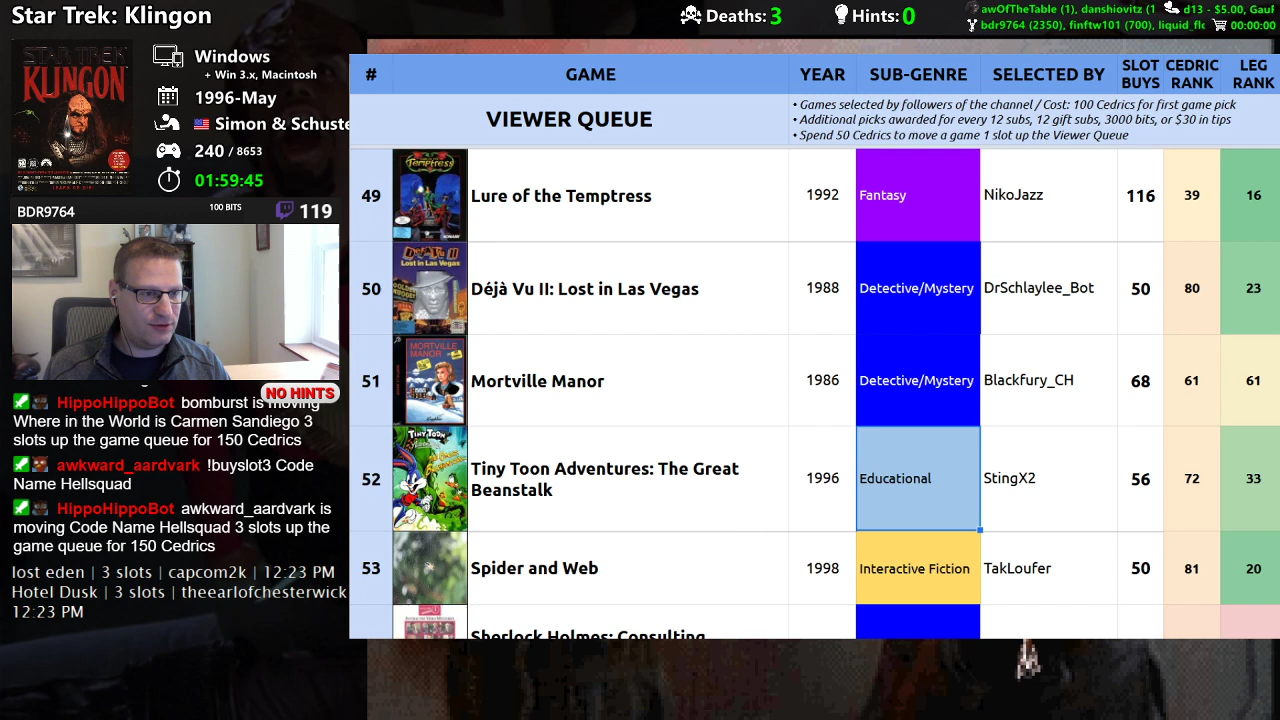 Star Trek: Klingon
STAR TREK
KLINGON
Windows
+ Win 3.x, Macintosh
1996-May
Simon & Schuste
240 / 8653
01:59:45
Deaths: 3
Hints: 0
awOfTheTable (1), danshiovitz (1
d13 - $5.00, Gauf
bdr9764 (2350), finftw101 (700), liquid_flc
00:00:00
BDR9764
100 BITS
119
NO HINTS
HippoHippoBot bomburst is moving
Where in the World is Carmen Sandiego 3
slots up the game queue for 150 Cedrics
awkward_aardvark !buyslot3 Code
Name Hellsquad
HippoHippoBot awkward_aardvark is
moving Code Name Hellsquad 3 slots up the
game queue for 150 Cedrics
lost eden | 3 slots | capcom2k | 12:23 PM
Hotel Dusk | 3 slots | theearlofchesterwick
12:23 PM
# GAME YEAR SUB-GENRE SELECTED BY SLOT BUYS CEDRIC RANK LEG RANK
VIEWER QUEUE
• Games selected by followers of the channel / Cost: 100 Cedrics for first game pick
• Additional picks awarded for every 12 subs, 12 gift subs, 3000 bits, or $30 in tips
• Spend 50 Cedrics to move a game 1 slot up the Viewer Queue
49 Lure of the Temptress 1992 Fantasy NikoJazz 116 39 16
50 Déjà Vu II: Lost in Las Vegas 1988 Detective/Mystery DrSchlaylee_Bot 50 80 23
51 Mortville Manor 1986 Detective/Mystery Blackfury_CH 68 61 61
52 Tiny Toon Adventures: The Great
Beanstalk 1996 Educational StingX2 56 72 33
53 Spider and Web 1998 Interactive Fiction TakLoufer 50 81 20
Sherlock Holmes: Consulting